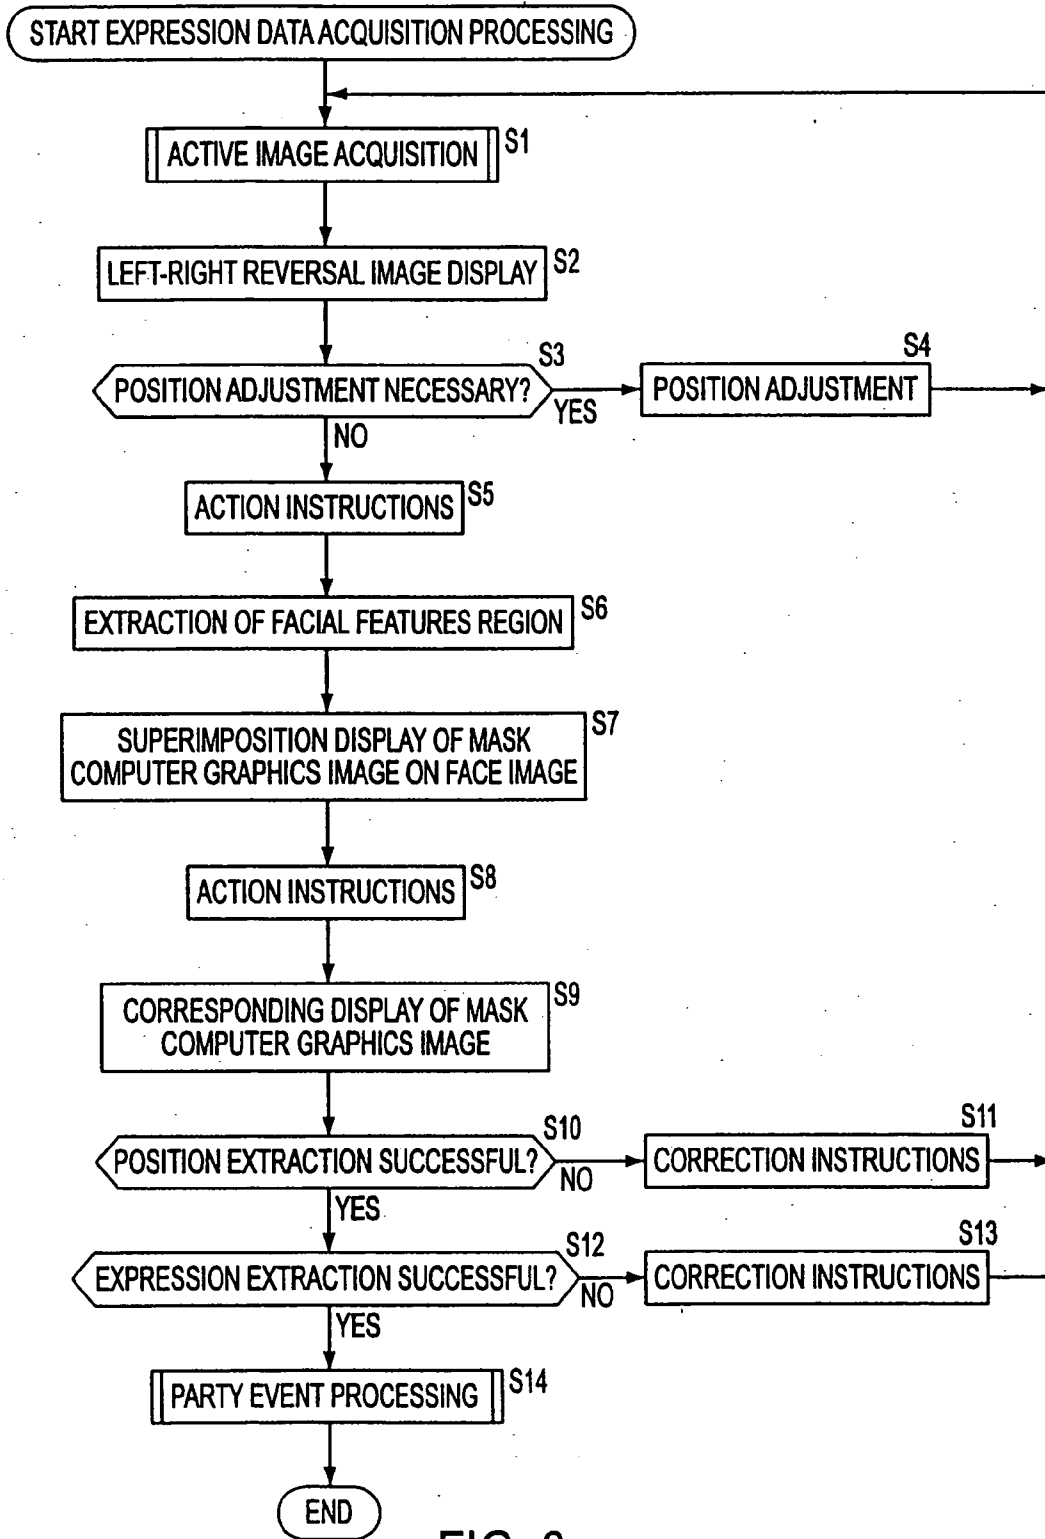 START EXPRESSION DATA ACQUISITION PROCESSING
ACTIVE IMAGE ACQUISITION
S1
LEFT-RIGHT REVERSAL IMAGE DISPLAY
S2
POSITION ADJUSTMENT NECESSARY?
S3
YES
NO
POSITION ADJUSTMENT
S4
ACTION INSTRUCTIONS
S5
EXTRACTION OF FACIAL FEATURES REGION
S6
SUPERIMPOSITION DISPLAY OF MASK
COMPUTER GRAPHICS IMAGE ON FACE IMAGE
S7
ACTION INSTRUCTIONS
S8
CORRESPONDING DISPLAY OF MASK
COMPUTER GRAPHICS IMAGE
S9
POSITION EXTRACTION SUCCESSFUL?
S10
NO
YES
CORRECTION INSTRUCTIONS
S11
EXPRESSION EXTRACTION SUCCESSFUL?
S12
NO
YES
CORRECTION INSTRUCTIONS
S13
PARTY EVENT PROCESSING
S14
END
FIG.